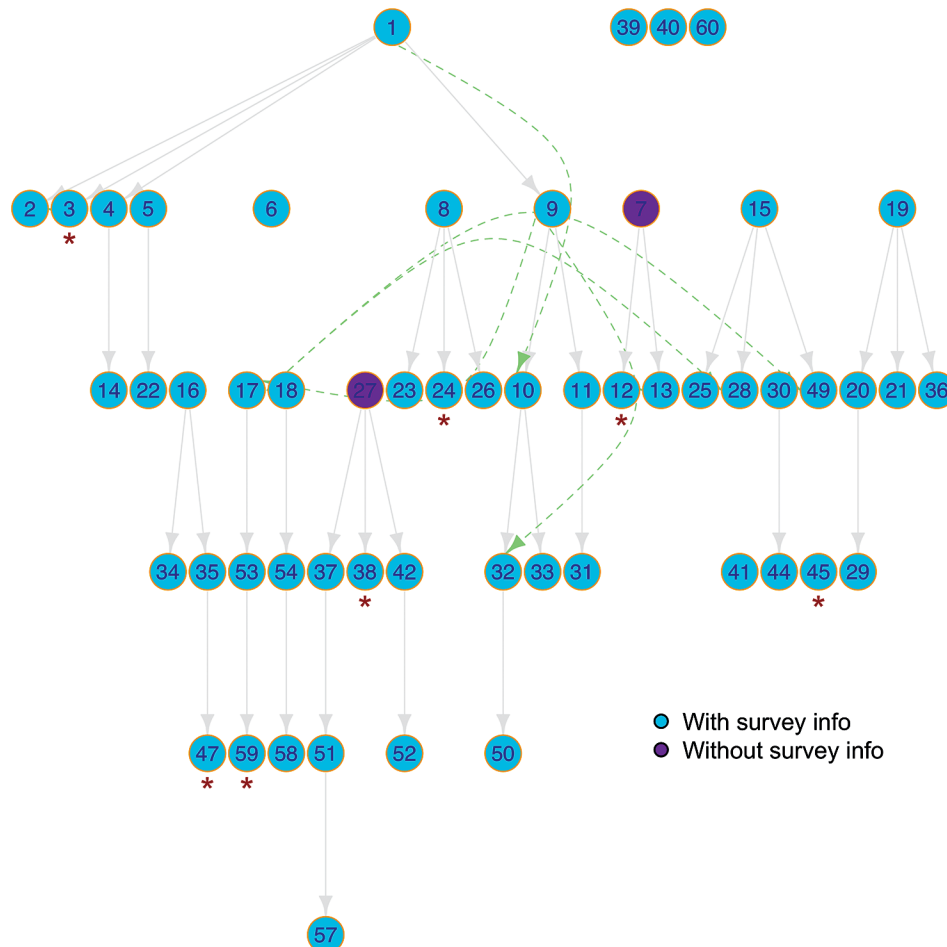 1 39 40 60
2 3 4 5 6 8 9 7 15 19
*
14 22 16 17 18 27 23 24 26 10 11 12 13 25 28 30 49 20 21 36
* *
34 35 53 54 37 38 42 32 33 31 41 44 45 29
* *
With survey info
47 59 58 51 52 50 Without survey info
* *
57